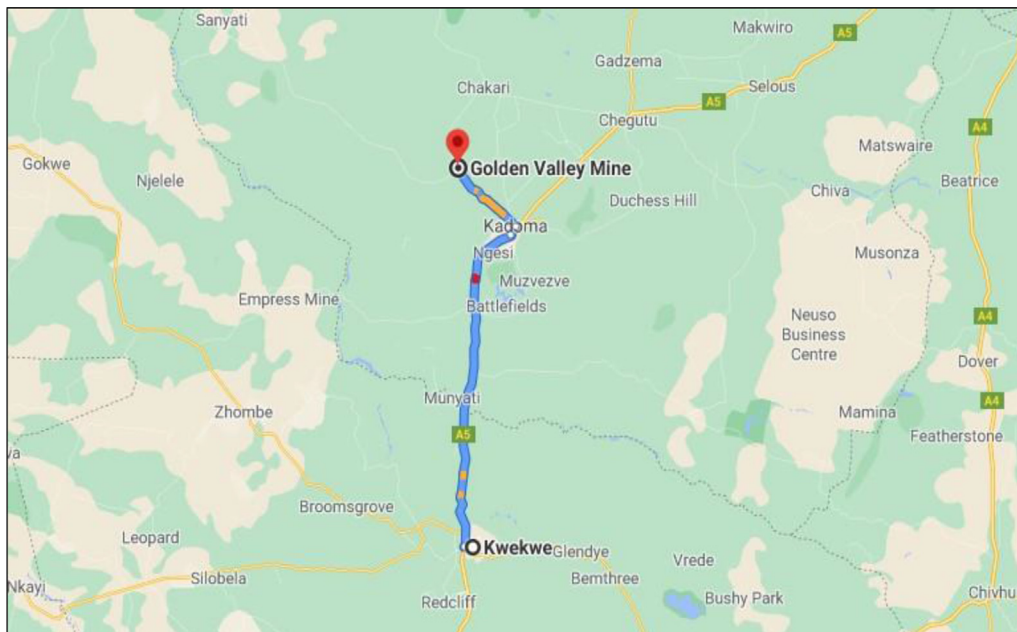 Sanyati
Makwiro
A5
Gadzema
Chakari
Selous
A5
Chegutu
A4
Matswaire
Gokwe
Golden Valley Mine
Njelele
Beatrice
Chiva
Duchess Hill
Kadoma
Ngesi
Musonza
Muzvezve
Empress Mine
Battlefields
Neuso
Business
Centre
A4
Dover
Munyati
A4
Zhombe
Mamina
A5
Featherstone
va
Broomsgrove
Leopard
Kwekwe
Glendye
Vrede
Silobela
Bemthree
Nkayi
Redcliff
Bushy Park
Chivhu